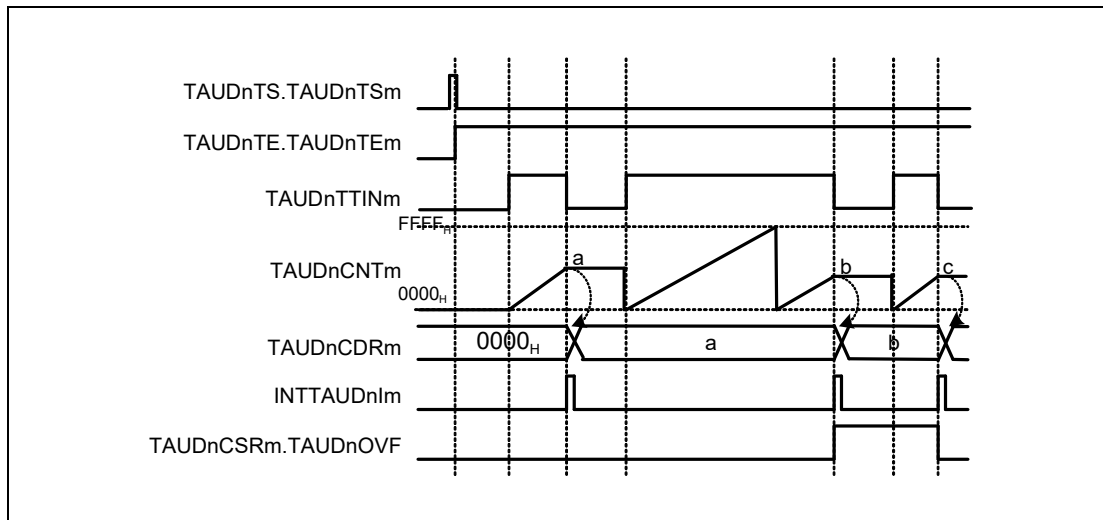 TAUDnTS.TAUDnTSm
TAUDnTE.TAUDnTEm
TAUDnTTINm
FFFFH
TAUDnCNTm
a
b
c
0000H
TAUDnCDRm
0000H
a
b
INTTAUDnIm
TAUDnCSRm.TAUDnOVF